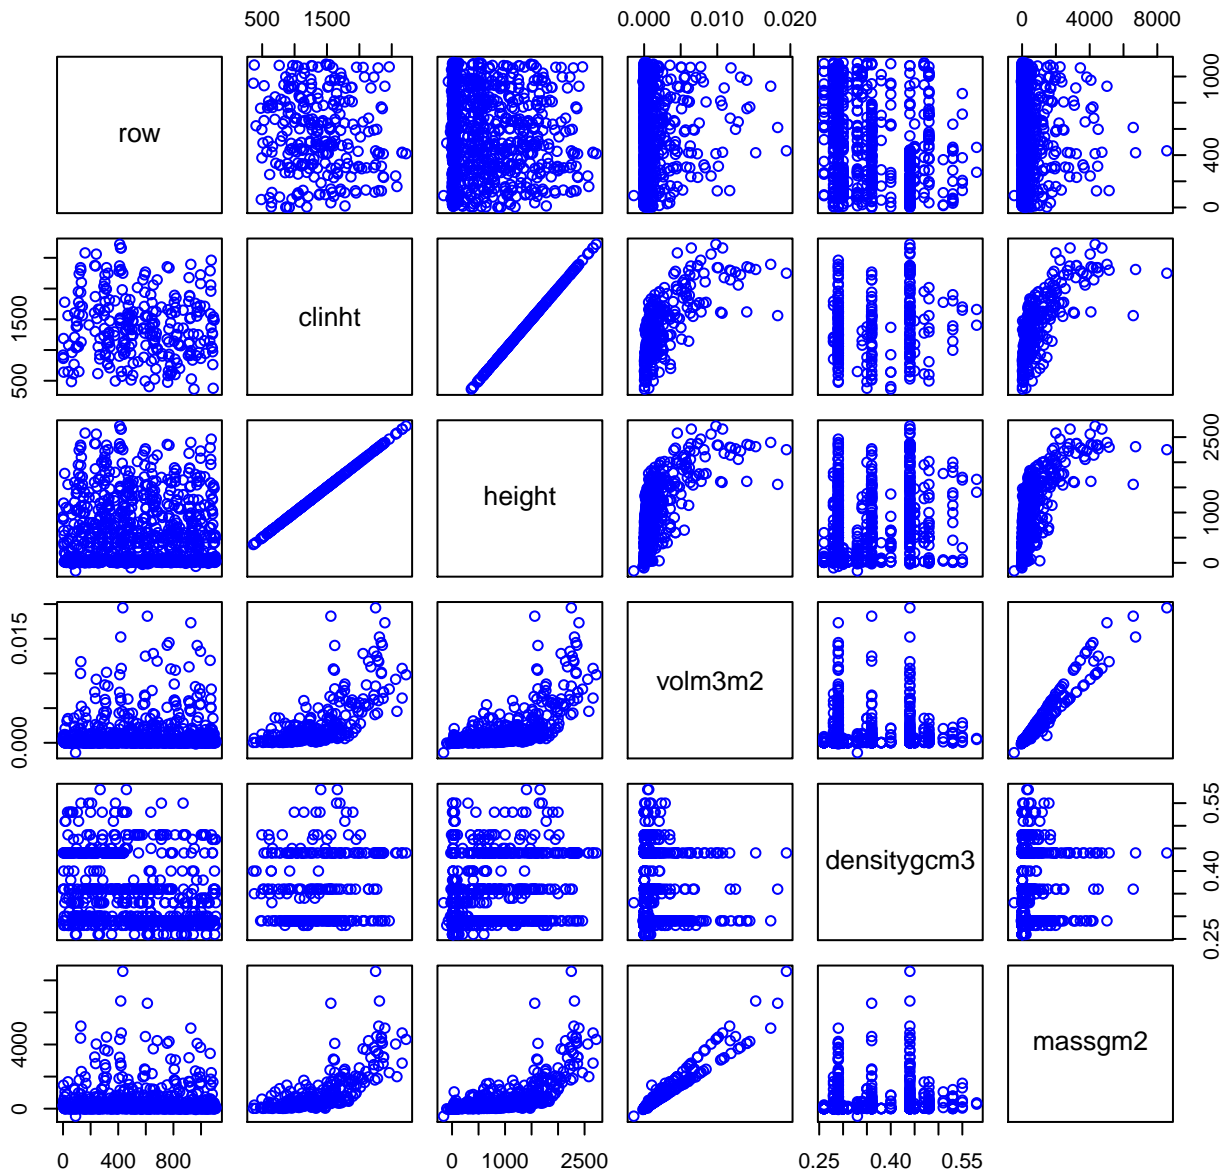 500 1500 0.000 0.010 0.020 0 4000 8000
row 0 400 1000
500 1500 clinht
height 0 1000 2500
0.000 0.015 volm3m2
densitygcm3 0.25 0.40 0.55
0 4000 massgm2
0 400 800 0 1000 2500 0.25 0.40 0.55